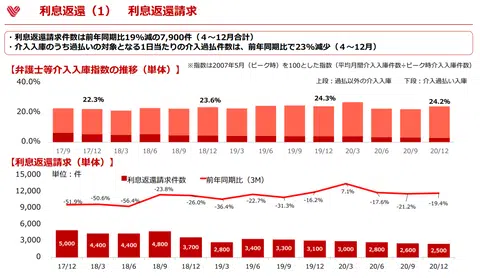 利息返還（１）　利息返還請求
・利息返還請求件数は前年同期比19%減の7,900件（４～12月合計）
・介入入庫のうち過払いの対象となる1日当たりの介入過払件数は、前年同期比で23%減少（４～12月）
【弁護士等介入入庫指数の推移（単体）】
※指数は2007年5月（ピーク時）を100とした指数（平均月間介入入庫件数÷ピーク時介入入庫件数）
上段：過払以外の介入入庫　下段：介入過払い入庫
40.0%
20.0%
0.0%
22.3% 23.6% 24.3% 24.2%
17/9 17/12 18/3 18/6 18/9 18/12 19/3 19/6 19/9 19/12 20/3 20/6 20/9 20/12
【利息返還請求（単体）】
単位：件
利息返還請求件数 前年同期比（3M）
15,000
12,000
9,000
6,000
3,000
0
-51.9% -50.6% -56.4% -23.8% -26.0% -36.4% -22.7% -31.3% -16.2% 7.1% -17.6% -21.2% -19.4%
5,000 4,400 4,400 4,800 3,700 2,800 3,400 3,300 3,100 3,000 2,800 2,600 2,500
17/12 18/3 18/6 18/9 18/12 19/3 19/6 19/9 19/12 20/3 20/6 20/9 20/12